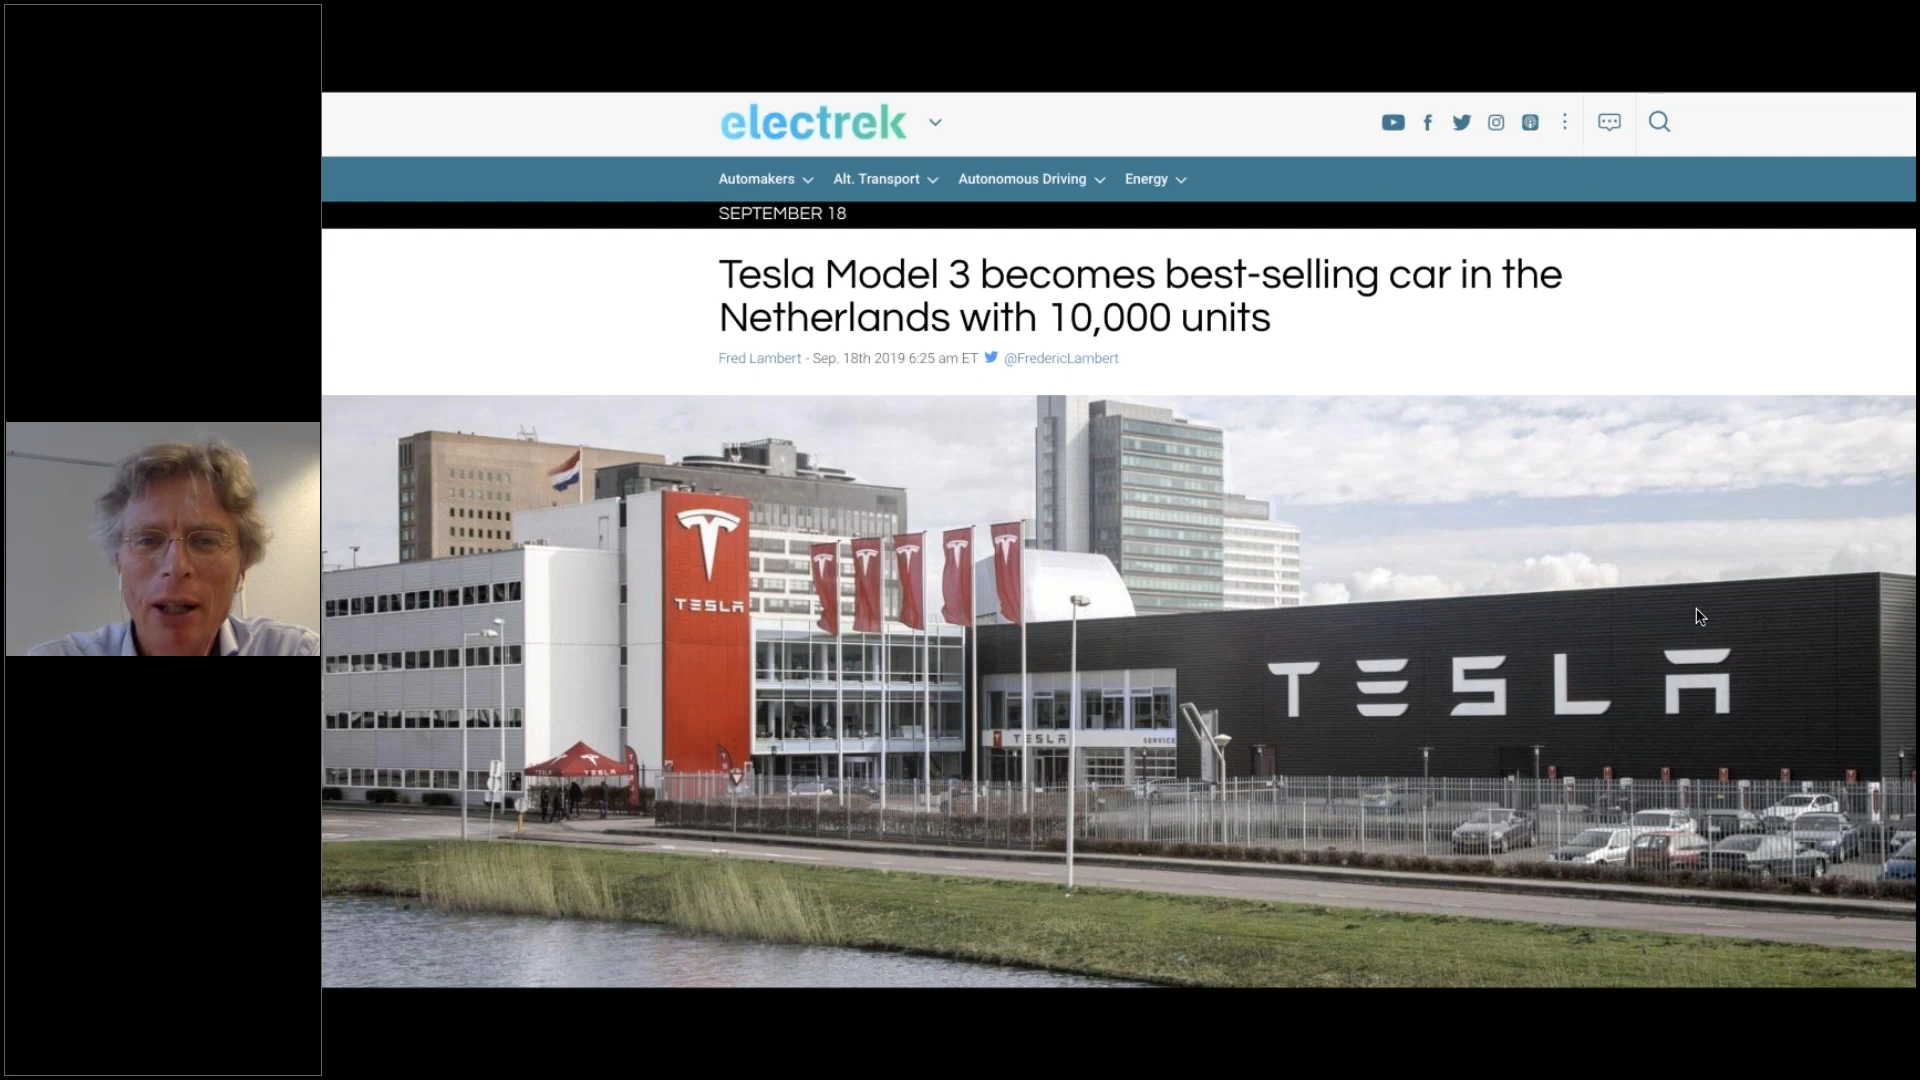 electrek
Automakers Alt. Transport Autonomous Driving Energy
SEPTEMBER 18
Tesla Model 3 becomes best-selling car in the
Netherlands with 10,000 units
Fred Lambert - Sep. 18th 2019 6:25 am ET @FredericLambert
TESLA
TESLA
TESLA
TESLA
SERVICE